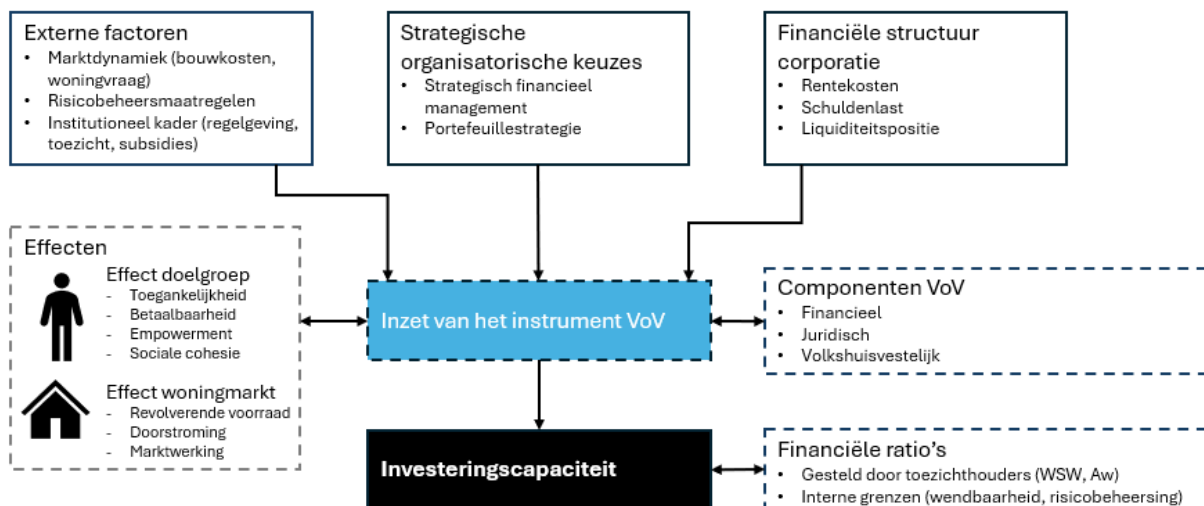 Externe factoren
• Marktdynamiek (bouwkosten,
woningvraag)
• Risicobeheersmaatregelen
• Institutioneel kader (regelgeving,
toezicht, subsidies)
Strategische
organisatorische keuzes
• Strategisch financieel
management
• Portefeuillestrategie
Financiële structuur
corporatie
• Rentekosten
• Schuldenlast
• Liquiditeitspositie
Effecten
Effect doelgroep
- Toegankelijkheid
- Betaalbaarheid
- Empowerment
- Sociale cohesie
Effect woningmarkt
- Revolverende voorraad
- Doorstroming
- Marktwerking
Inzet van het instrument VoV
Componenten VoV
• Financieel
• Juridisch
• Volkshuisvestelijk
Investeringscapaciteit
Financiële ratio's
• Gesteld door toezichthouders (WSW, Aw)
• Interne grenzen (wendbaarheid, risicobeheersing)